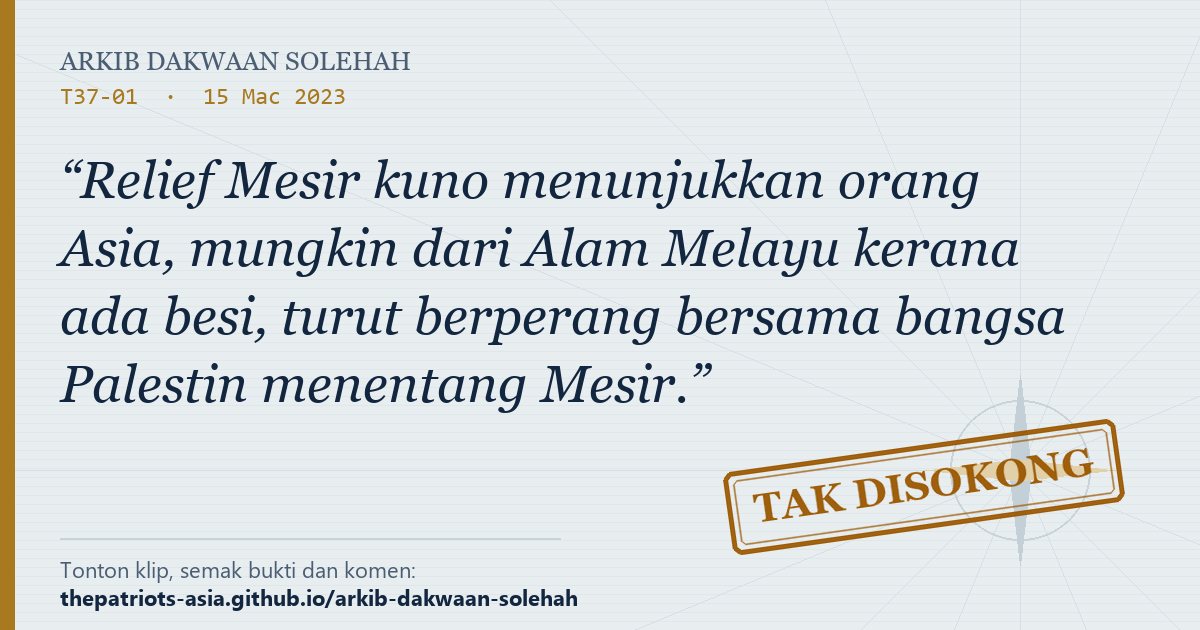 ARKIB DAKWAAN SOLEHAH
T37-01 · 15 Mac 2023
“Relief Mesir kuno menunjukkan orang
Asia, mungkin dari Alam Melayu kerana
ada besi, turut berperang bersama bangsa
Palestin menentang Mesir.”
TAK DISOKONG
Tonton klip, semak bukti dan komen:
thepatriots-asia.github.io/arkib-dakwaan-solehah